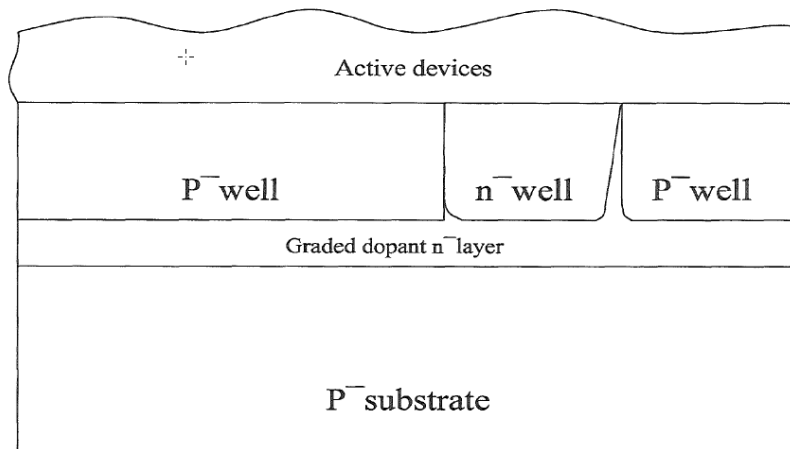 Active devices
P⁻well n⁻well P⁻well
Graded dopant n⁻layer
P⁻substrate